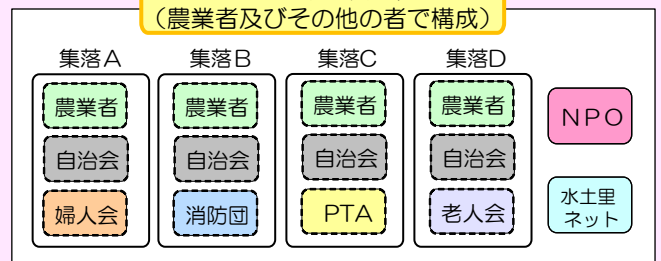 （農業者及びその他の者で構成）
集落A
集落B
集落C
集落D
農業者
農業者
農業者
農業者
NPO
自治会
自治会
自治会
自治会
婦人会
消防団
PTA
老人会
水土里
ネット